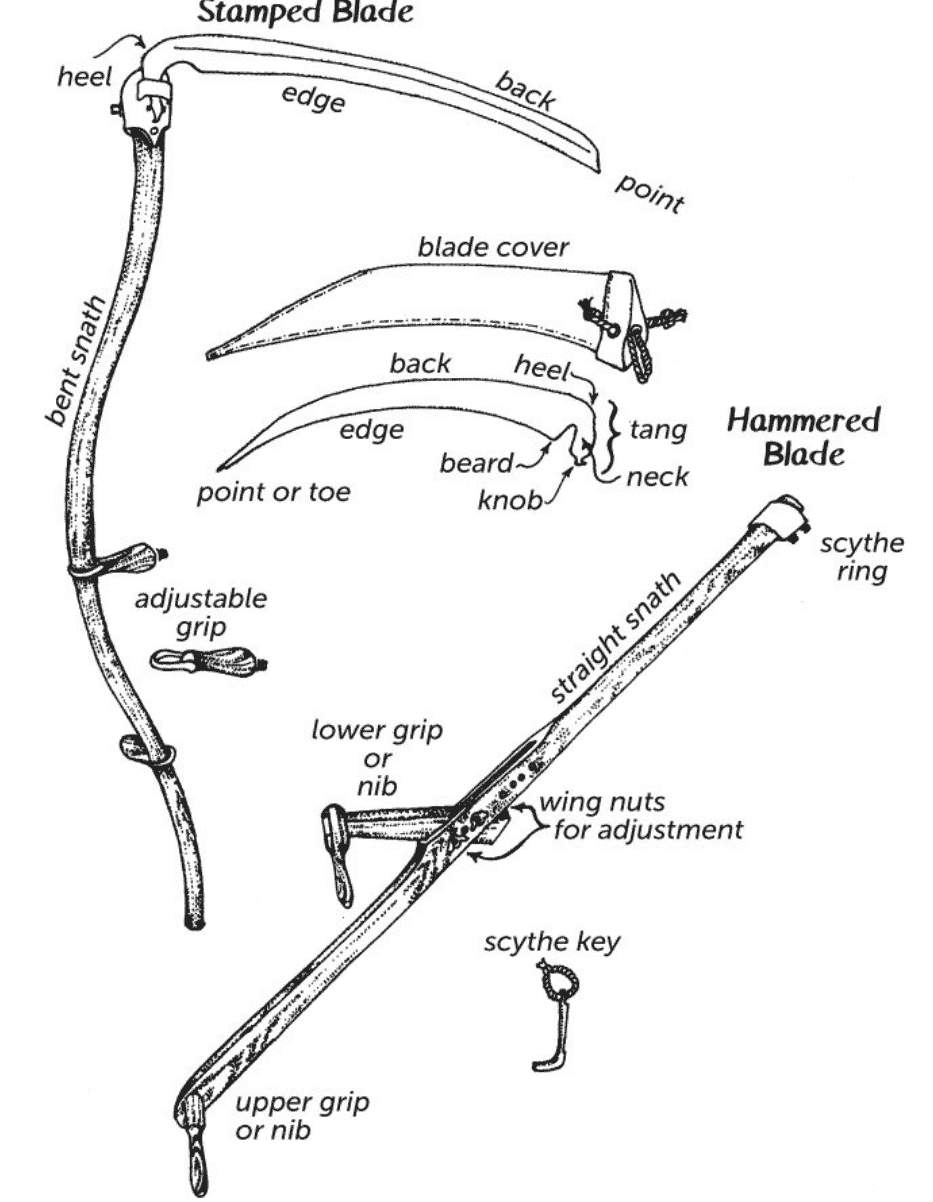 Stamped Blade
heel
edge
back
point
bent snath
blade cover
back
heel
edge
tang
beard
knob
neck
point or toe
Hammered
Blade
scythe
ring
adjustable
grip
straight snath
lower grip
or
nib
wing nuts
for adjustment
scythe key
upper grip
or nib